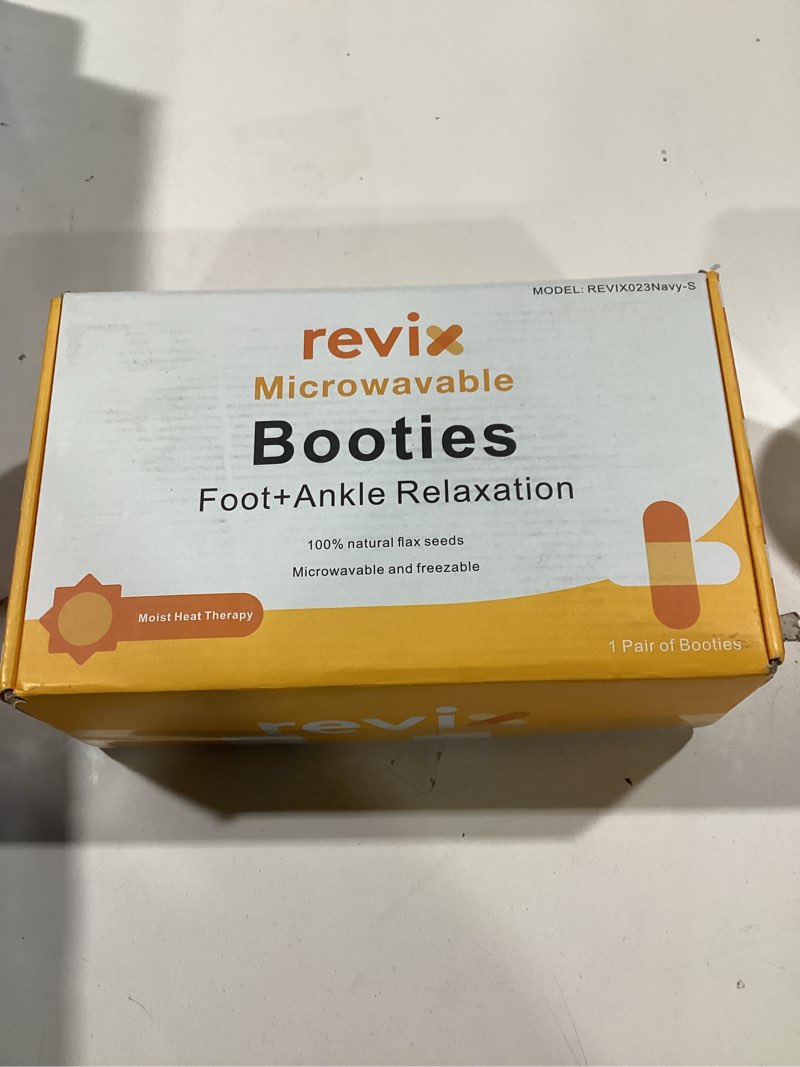 MODEL: REVIX023Navy-S
revix
Microwavable
Booties
Foot+Ankle Relaxation
100% natural flax seeds
Microwavable and freezable
Moist Heat Therapy
1 Pair of Booties
revix